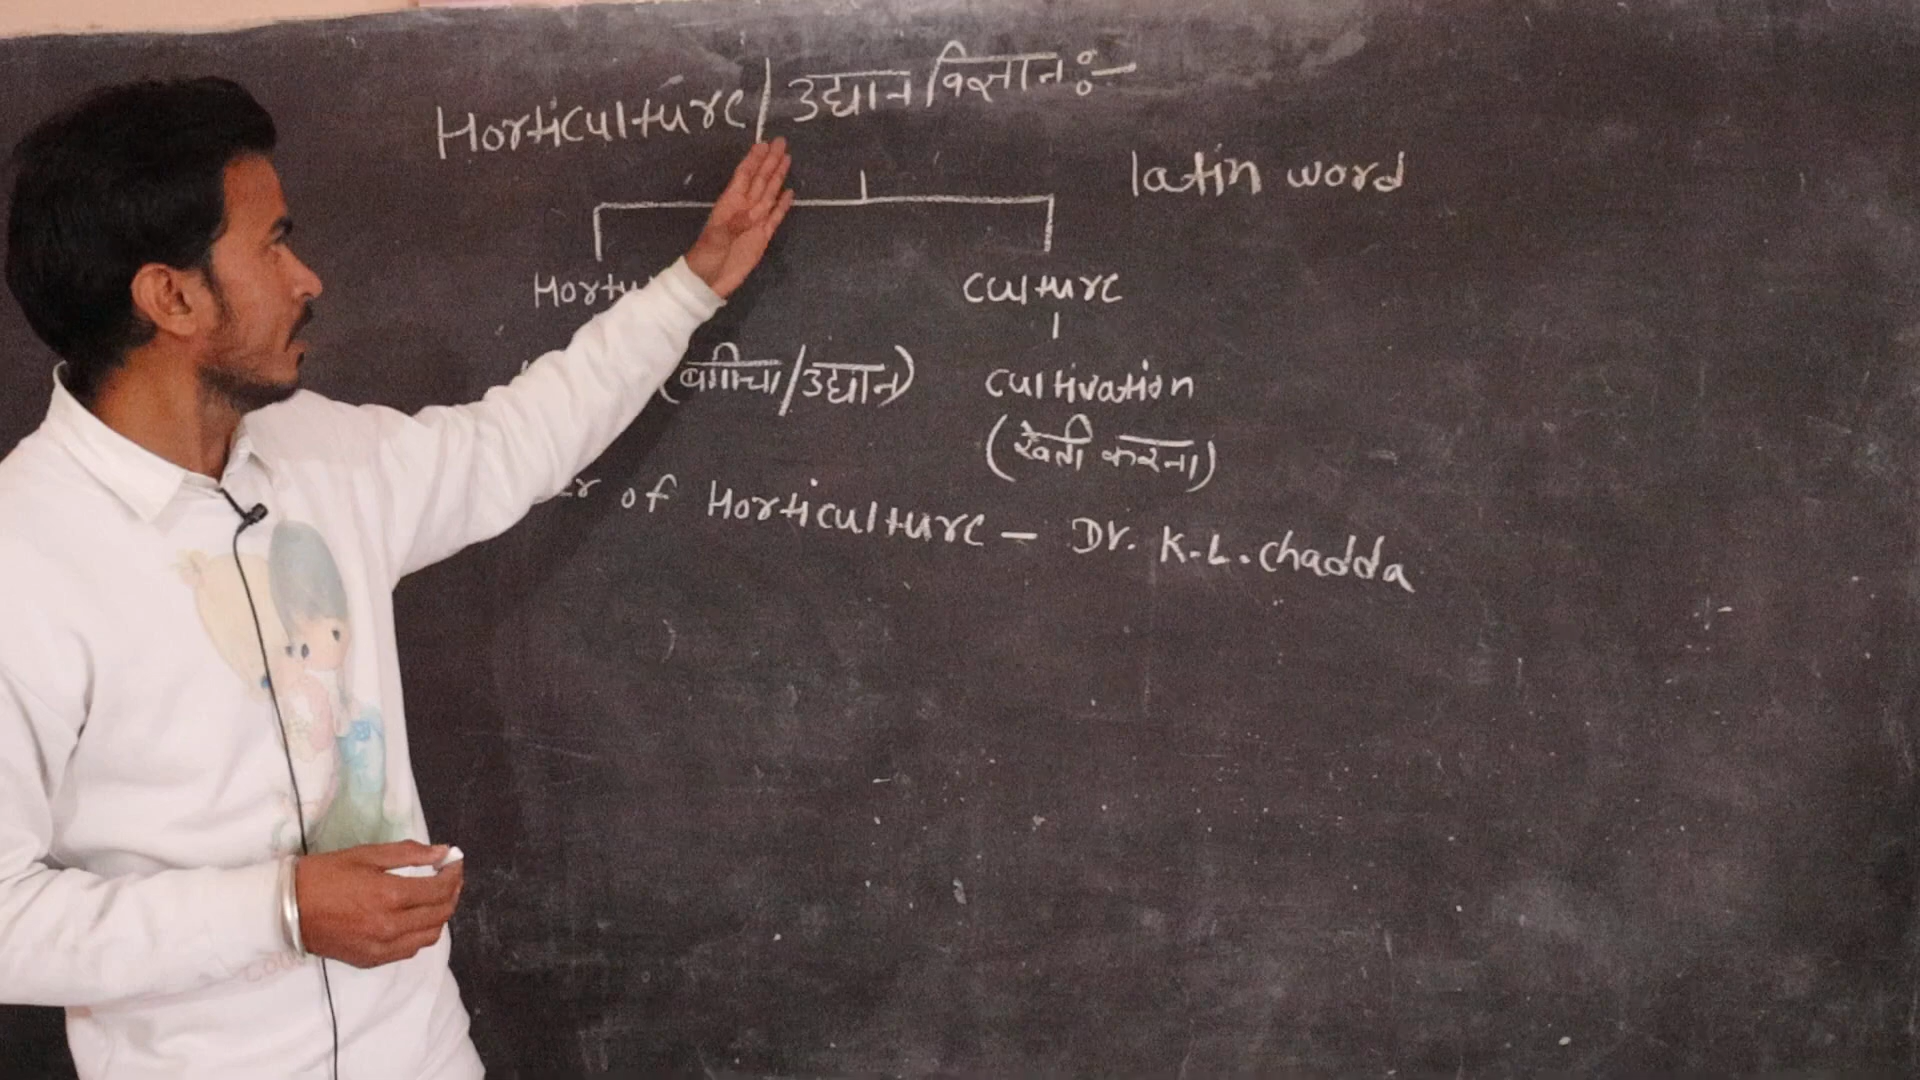 Horticulture / उद्यान विज्ञान :-
latin word
Culture
(बगीचा / उद्यान) Cultivation
(खेती करना)
of Horticulture - Dr. K.L. Chadda